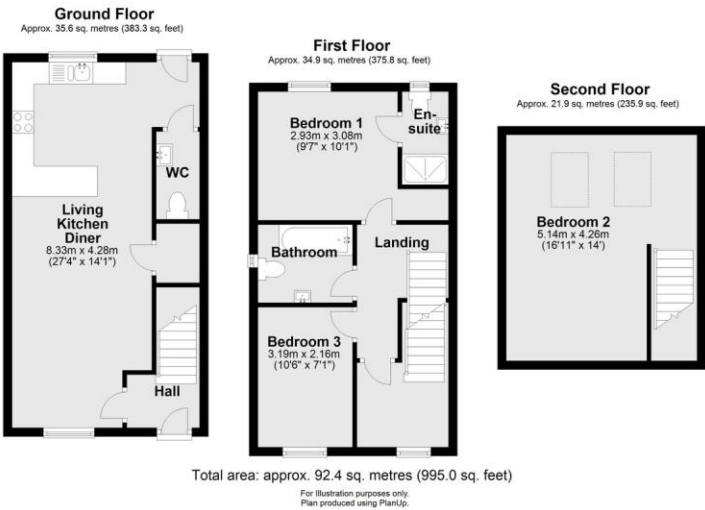 Ground Floor
Approx. 35.6 sq. metres (383.3 sq. feet)
WC
Living
Kitchen
Diner
8.33m x 4.28m
(27'4" x 14'1")
Hall
First Floor
Approx. 34.9 sq. metres (375.8 sq. feet)
Bedroom 1
2.93m x 3.08m
(9'7" x 10'1")
En-
suite
Bathroom
Landing
Bedroom 3
3.19m x 2.16m
(10'6" x 7'1")
Second Floor
Approx. 21.9 sq. metres (235.9 sq. feet)
Bedroom 2
5.14m x 4.26m
(16'11" x 14')
Total area: approx. 92.4 sq. metres (995.0 sq. feet)
For Illustration purposes only.
Plan produced using PlanUp.